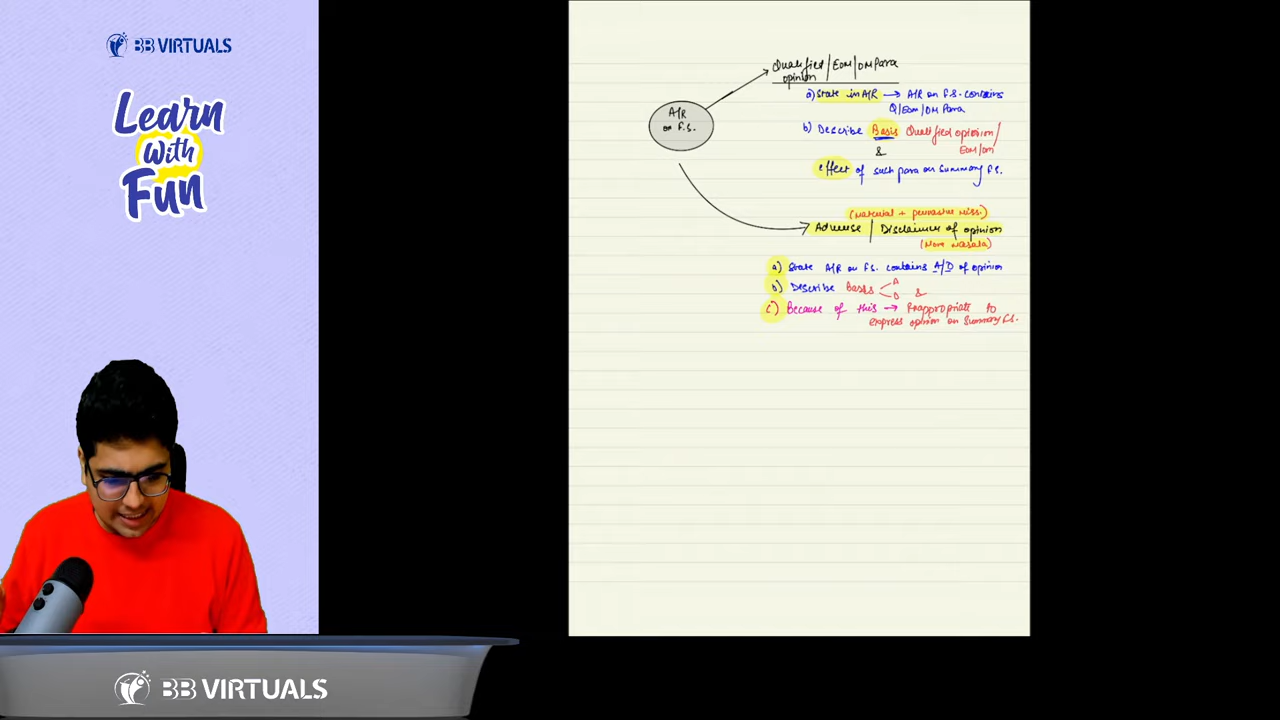 BB VIRTUALS
Learn
With
Fun
BB VIRTUALS
A/R
on F.S.
Qualified / EOM / OM Para
opinion
a) State in A/R → A/R on F.S. contains
Q/EOM/OM Para
b) Describe Basis Qualified opinion /
EOM/OM
&
effect of such para on Summary F.S.
(Material + pervasive Miss.)
Adverse | Disclaimer of opinion
(More Masala)
a) State A/R on F.S. contains A/D of opinion
b) Describe Basis A
D &
c) Because of this → Inappropriate to
express opinion on Summary F.S.